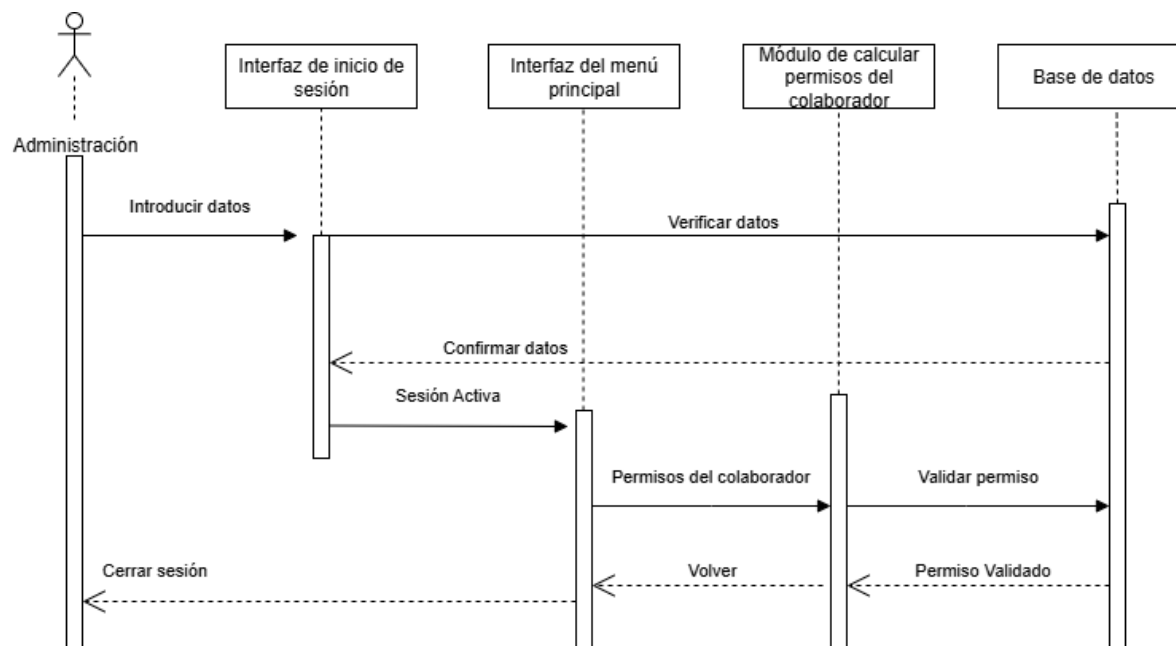 Interfaz de inicio de
sesión
Interfaz del menú
principal
Módulo de calcular
permisos del
colaborador
Base de datos
Administración
Introducir datos
Verificar datos
Confirmar datos
Sesión Activa
Permisos del colaborador
Validar permiso
Cerrar sesión
Volver
Permiso Validado